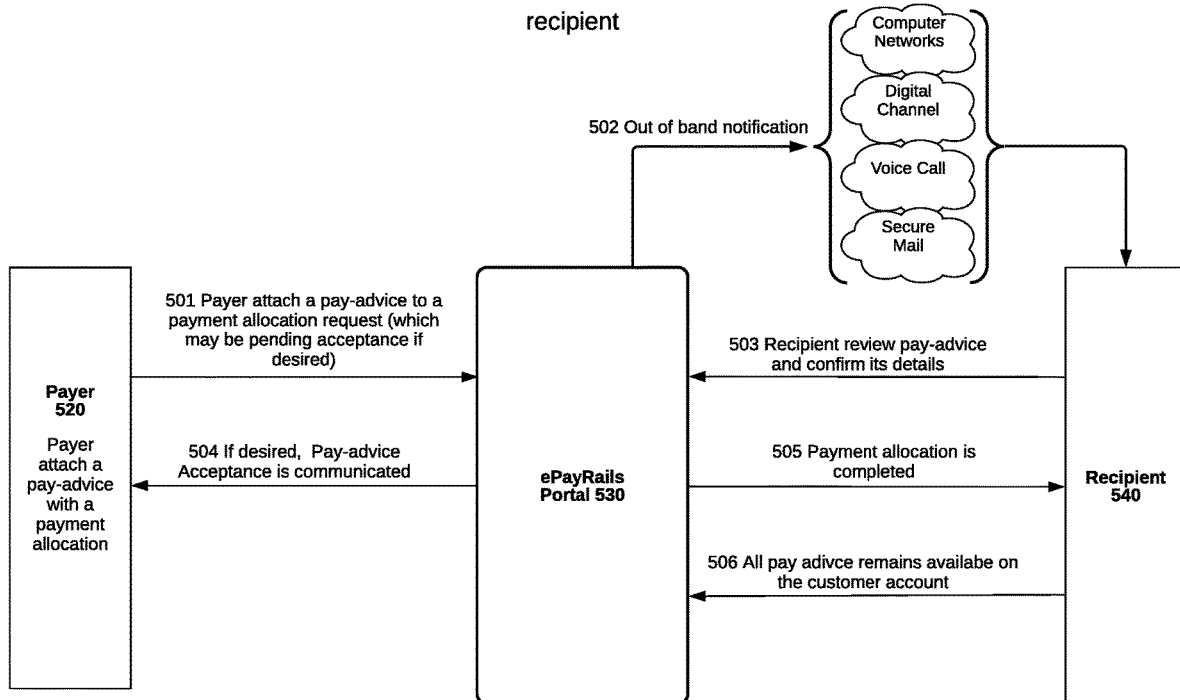 recipient
Computer
Networks
Digital
Channel
Voice Call
Secure
Mail
502 Out of band notification
501 Payer attach a pay-advice to a
payment allocation request (which
may be pending acceptance if
desired)
503 Recipient review pay-advice
and confirm its details
Payer
520
Payer
attach a
pay-advice
with a
payment
allocation
504 If desired, Pay-advice
Acceptance is communicated
ePayRails
Portal 530
505 Payment allocation is
completed
Recipient
540
506 All pay adivce remains availabe on
the customer account